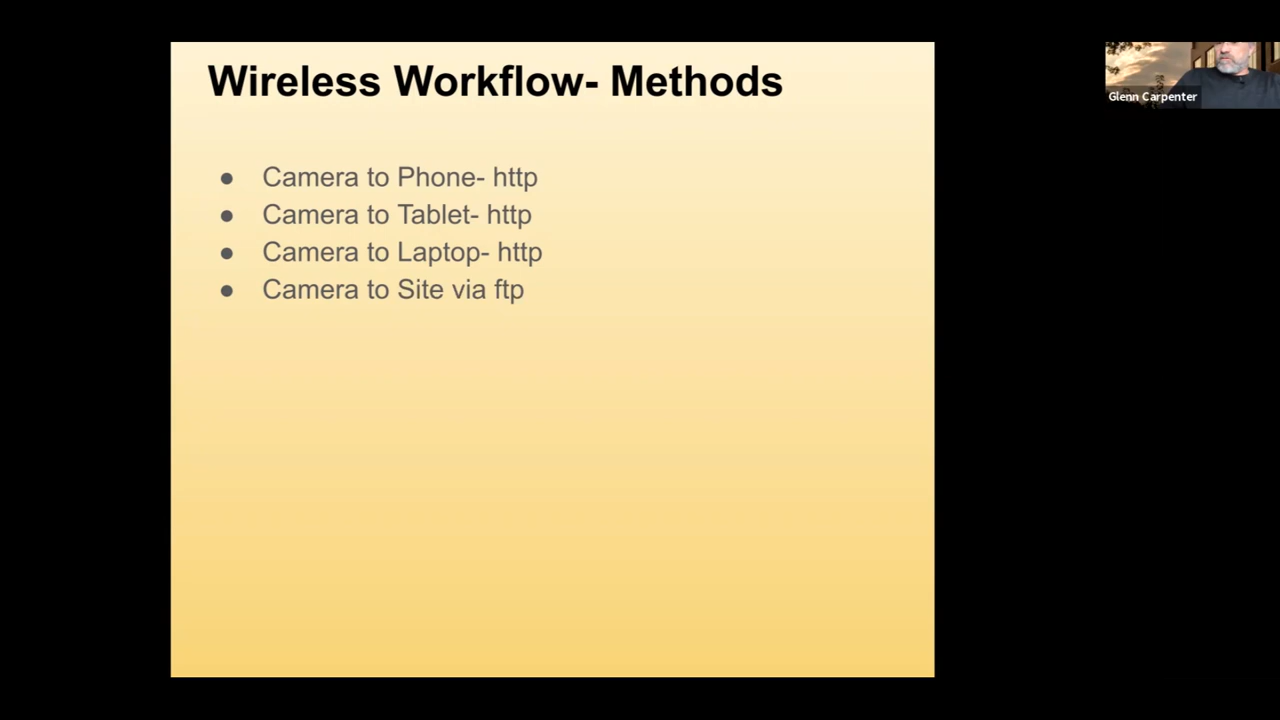 Wireless Workflow- Methods
● Camera to Phone- http
● Camera to Tablet- http
● Camera to Laptop- http
● Camera to Site via ftp
Glenn Carpenter